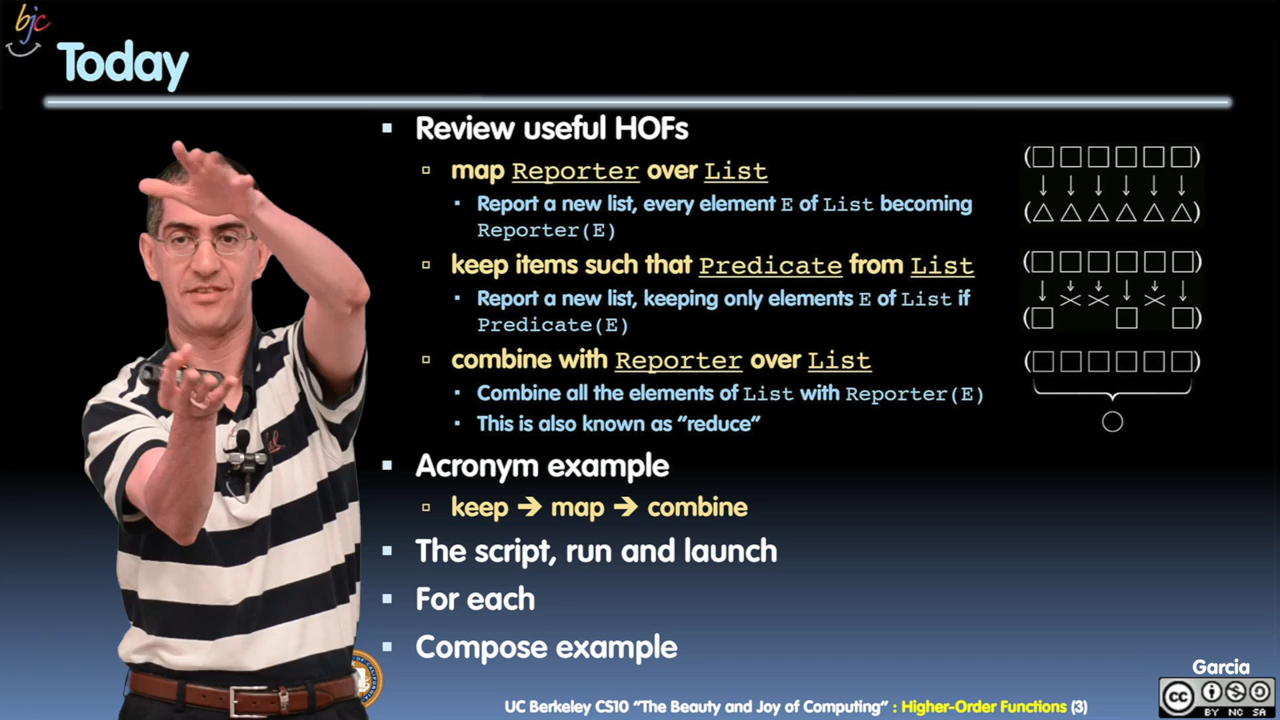 bjc
Today
Review useful HOFs
map Reporter over List
Report a new list, every element E of List becoming
Reporter(E)
keep items such that Predicate from List
Report a new list, keeping only elements E of List if
Predicate(E)
combine with Reporter over List
Combine all the elements of List with Reporter(E)
This is also known as "reduce"
Acronym example
keep ➔ map ➔ combine
The script, run and launch
For each
Compose example
Garcia
UC Berkeley CS10 "The Beauty and Joy of Computing" : Higher-Order Functions (3)
cc
BY NC SA